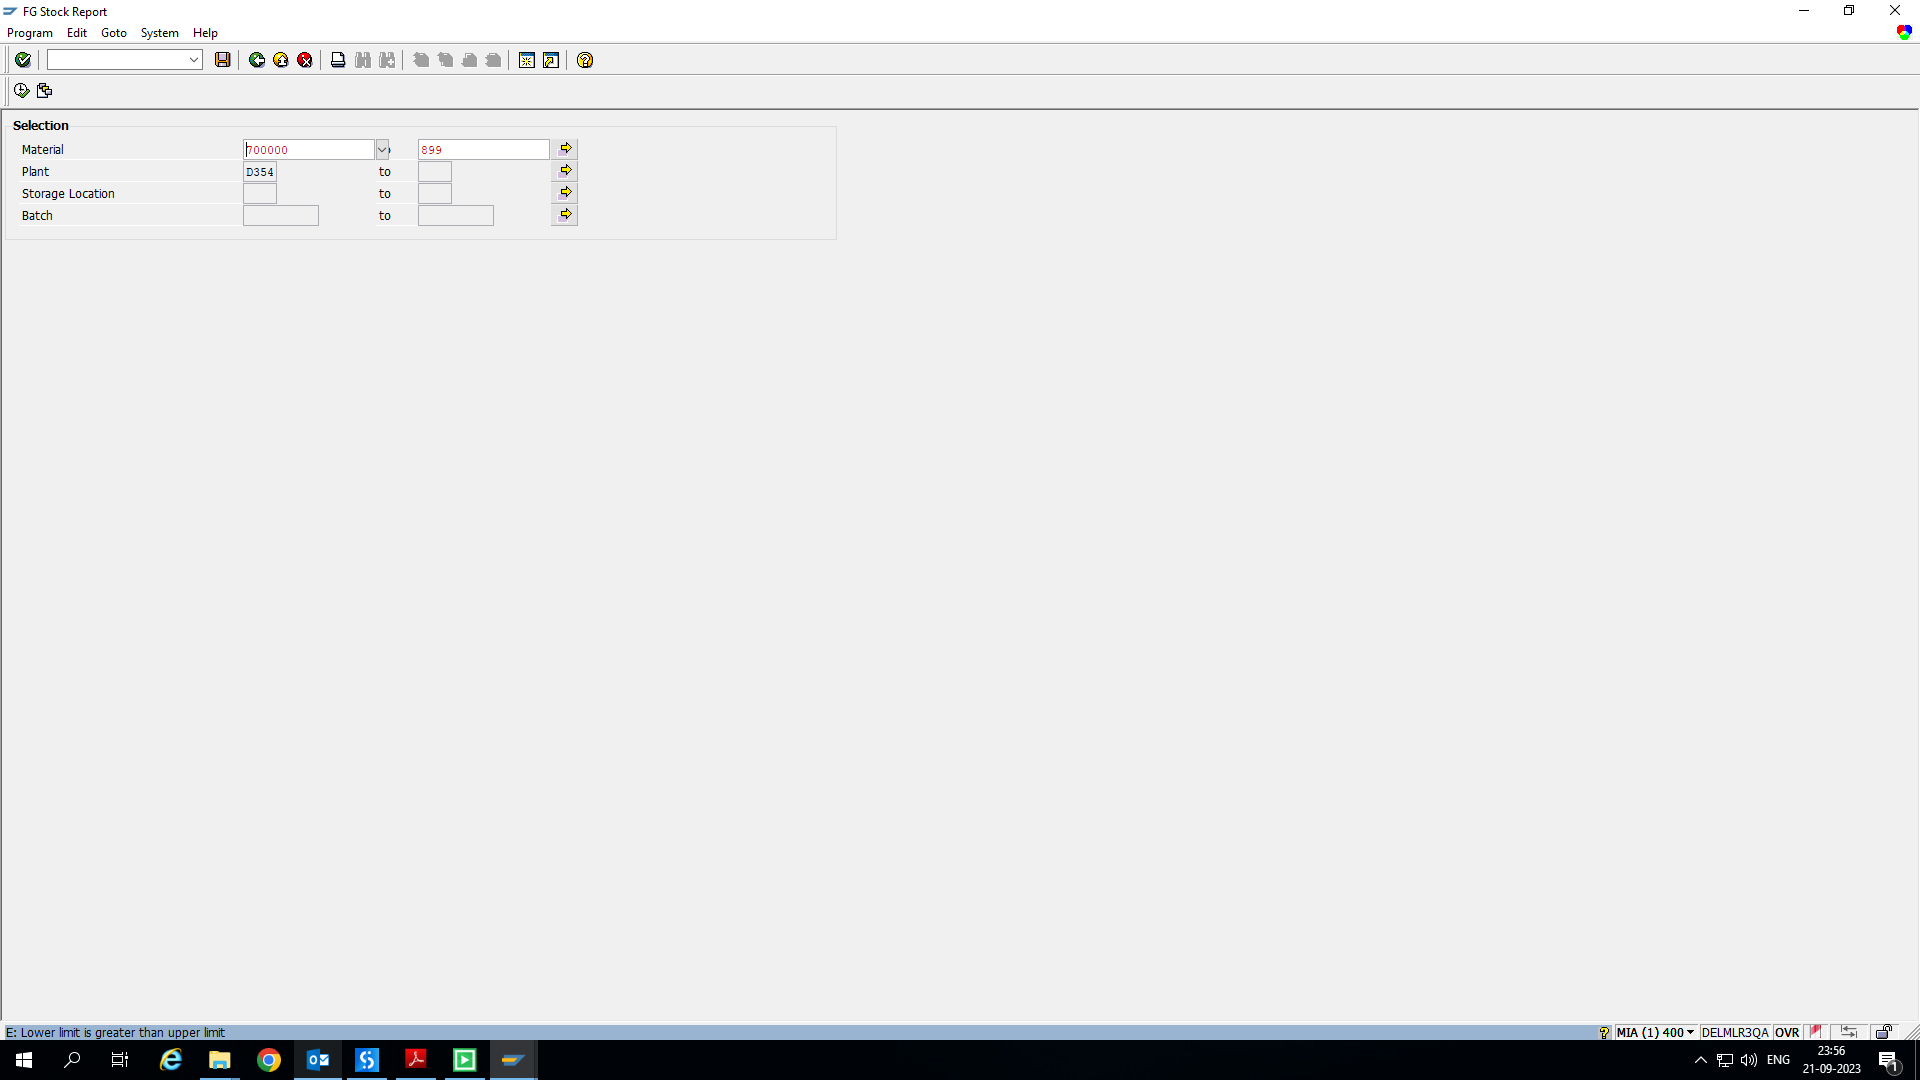 FG Stock Report
Program Edit Goto System Help
Selection
Material 700000 899
Plant D354 to
Storage Location to
Batch to
E: Lower limit is greater than upper limit
MIA (1) 400 DELMLR3QA OVR
ENG 23:56
21-09-2023
1